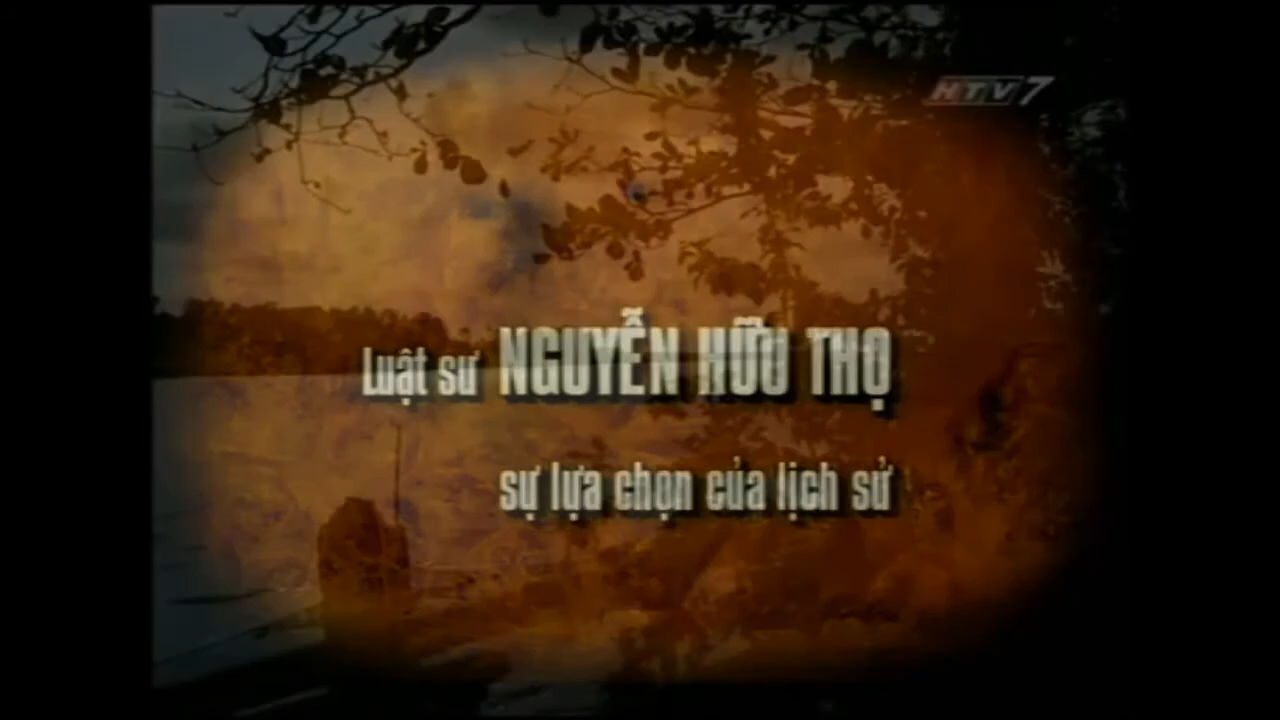 HTV7
Luật sư NGUYỄN HỮU THỌ
sự lựa chọn của lịch sử